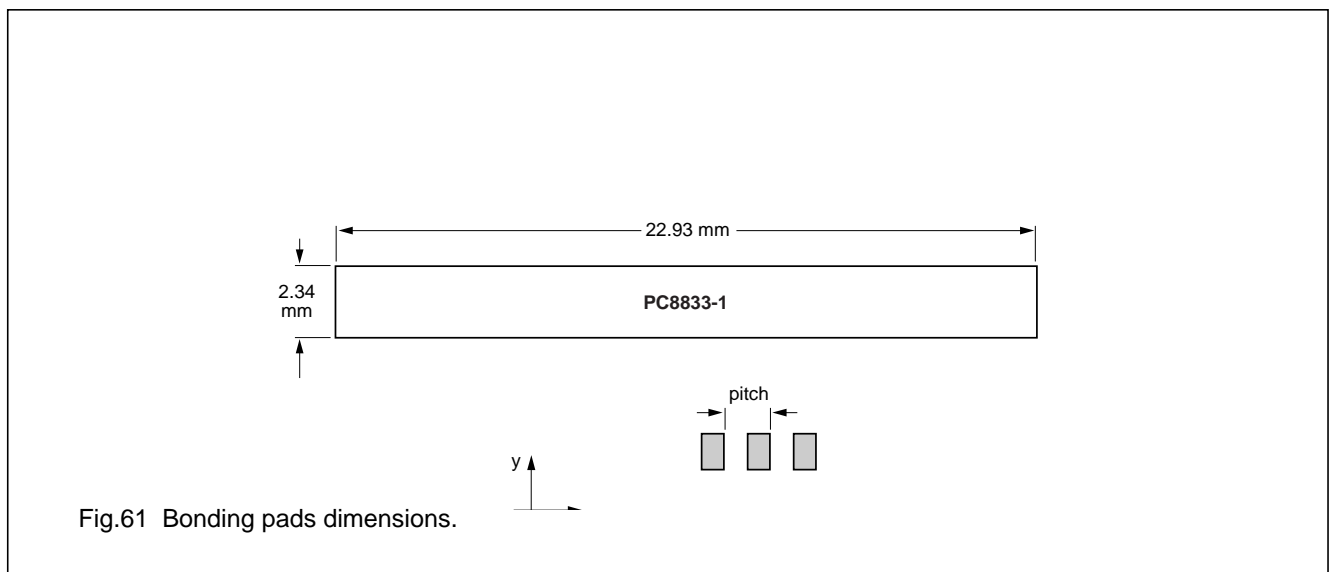 22.93 mm
2.34
mm
PC8833-1
pitch
y
Fig.61 Bonding pads dimensions.